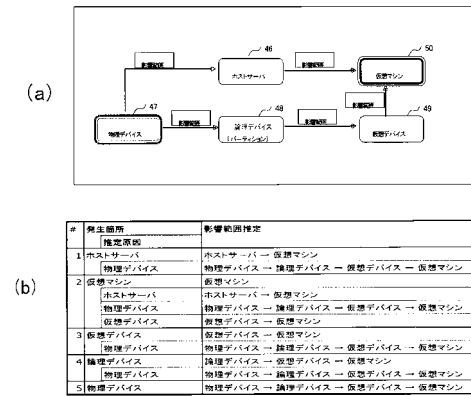 (a)
46
50
影響範囲
影響範囲
ホストサーバ
仮想マシン
影響範囲
47
48
49
影響範囲
影響範囲
物理デバイス
論理デバイス
(パーティション)
仮想デバイス
(b)
# 発生箇所 影響範囲推定
推定原因
1 ホストサーバ ホストサーバ → 仮想マシン
物理デバイス 物理デバイス → 論理デバイス → 仮想デバイス → 仮想マシン
2 仮想マシン 仮想マシン
ホストサーバ ホストサーバ → 仮想マシン
物理デバイス 物理デバイス → 論理デバイス → 仮想デバイス → 仮想マシン
仮想デバイス 仮想デバイス → 仮想マシン
3 仮想デバイス 仮想デバイス → 仮想マシン
物理デバイス 物理デバイス → 論理デバイス → 仮想デバイス → 仮想マシン
4 論理デバイス 論理デバイス → 仮想デバイス → 仮想マシン
物理デバイス 物理デバイス → 論理デバイス → 仮想デバイス → 仮想マシン
5 物理デバイス 物理デバイス → 論理デバイス → 仮想デバイス → 仮想マシン